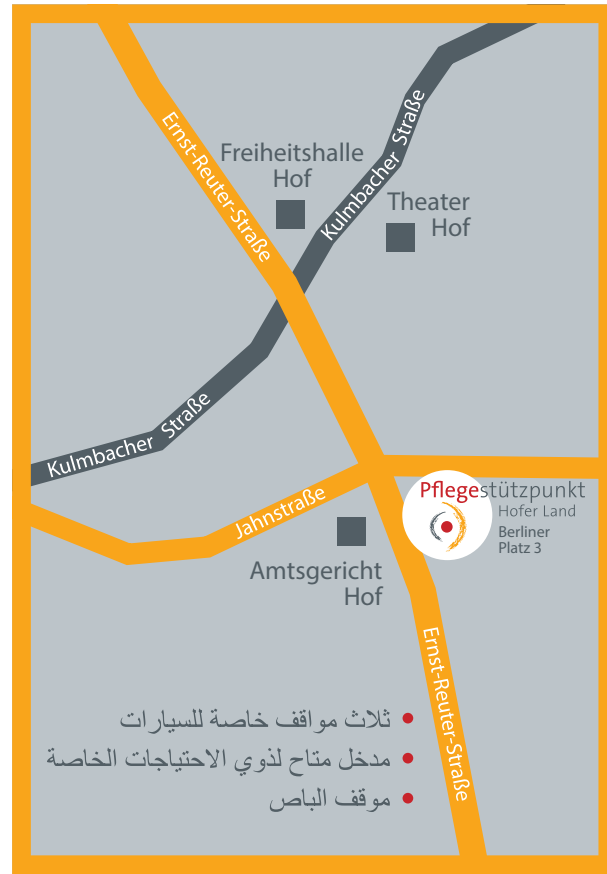 Ernst-Reuter-Straße
Freiheitshalle
Hof
Kulmbacher Straße
Theater
Hof
Kulmbacher Straße
Jahnstraße
Pflegestützpunkt
Hofer Land
Berliner
Platz 3
Amtsgericht
Hof
Ernst-Reuter-Straße
• ثلاث مواقف خاصة للسيارات
• مدخل متاح لذوي الاحتياجات الخاصة
• موقف الباص